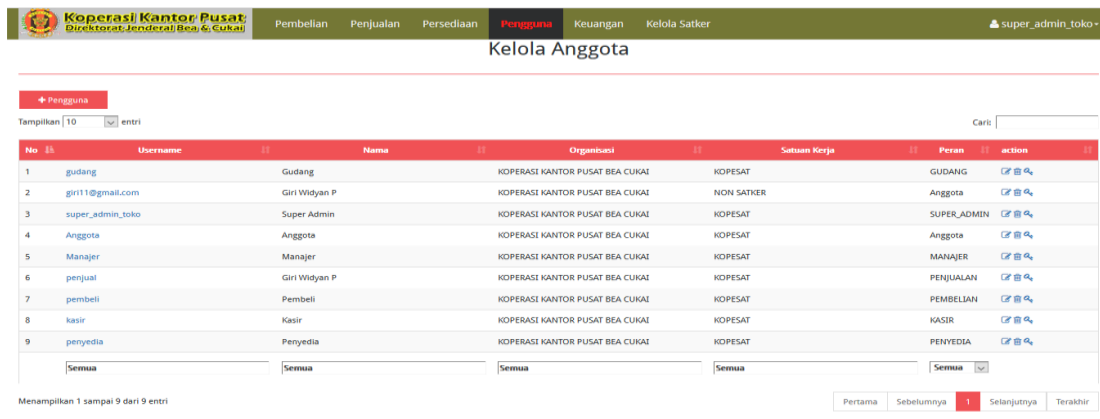 Koperasi Kantor Pusat
Direktorat Jenderal Bea & Cukai
Pembelian Penjualan Persediaan Pengguna Keuangan Kelola Satker super_admin_toko
Kelola Anggota
+ Pengguna
Tampilkan 10 entri Cari:
No Username Nama Organisasi Satuan Kerja Peran action
1 gudang Gudang KOPERASI KANTOR PUSAT BEA CUKAI KOPESAT GUDANG
2 giri11@gmail.com Giri Widyan P KOPERASI KANTOR PUSAT BEA CUKAI NON SATKER Anggota
3 super_admin_toko Super Admin KOPERASI KANTOR PUSAT BEA CUKAI KOPESAT SUPER_ADMIN
4 Anggota Anggota KOPERASI KANTOR PUSAT BEA CUKAI KOPESAT Anggota
5 Manajer Manajer KOPERASI KANTOR PUSAT BEA CUKAI KOPESAT MANAJER
6 penjual Giri Widyan P KOPERASI KANTOR PUSAT BEA CUKAI KOPESAT PENJUALAN
7 pembeli Pembeli KOPERASI KANTOR PUSAT BEA CUKAI KOPESAT PEMBELIAN
8 kasir Kasir KOPERASI KANTOR PUSAT BEA CUKAI KOPESAT KASIR
9 penyedia Penyedia KOPERASI KANTOR PUSAT BEA CUKAI KOPESAT PENYEDIA
Semua Semua Semua Semua Semua
Menampilkan 1 sampai 9 dari 9 entri Pertama Sebelumnya 1 Selanjutnya Terakhir